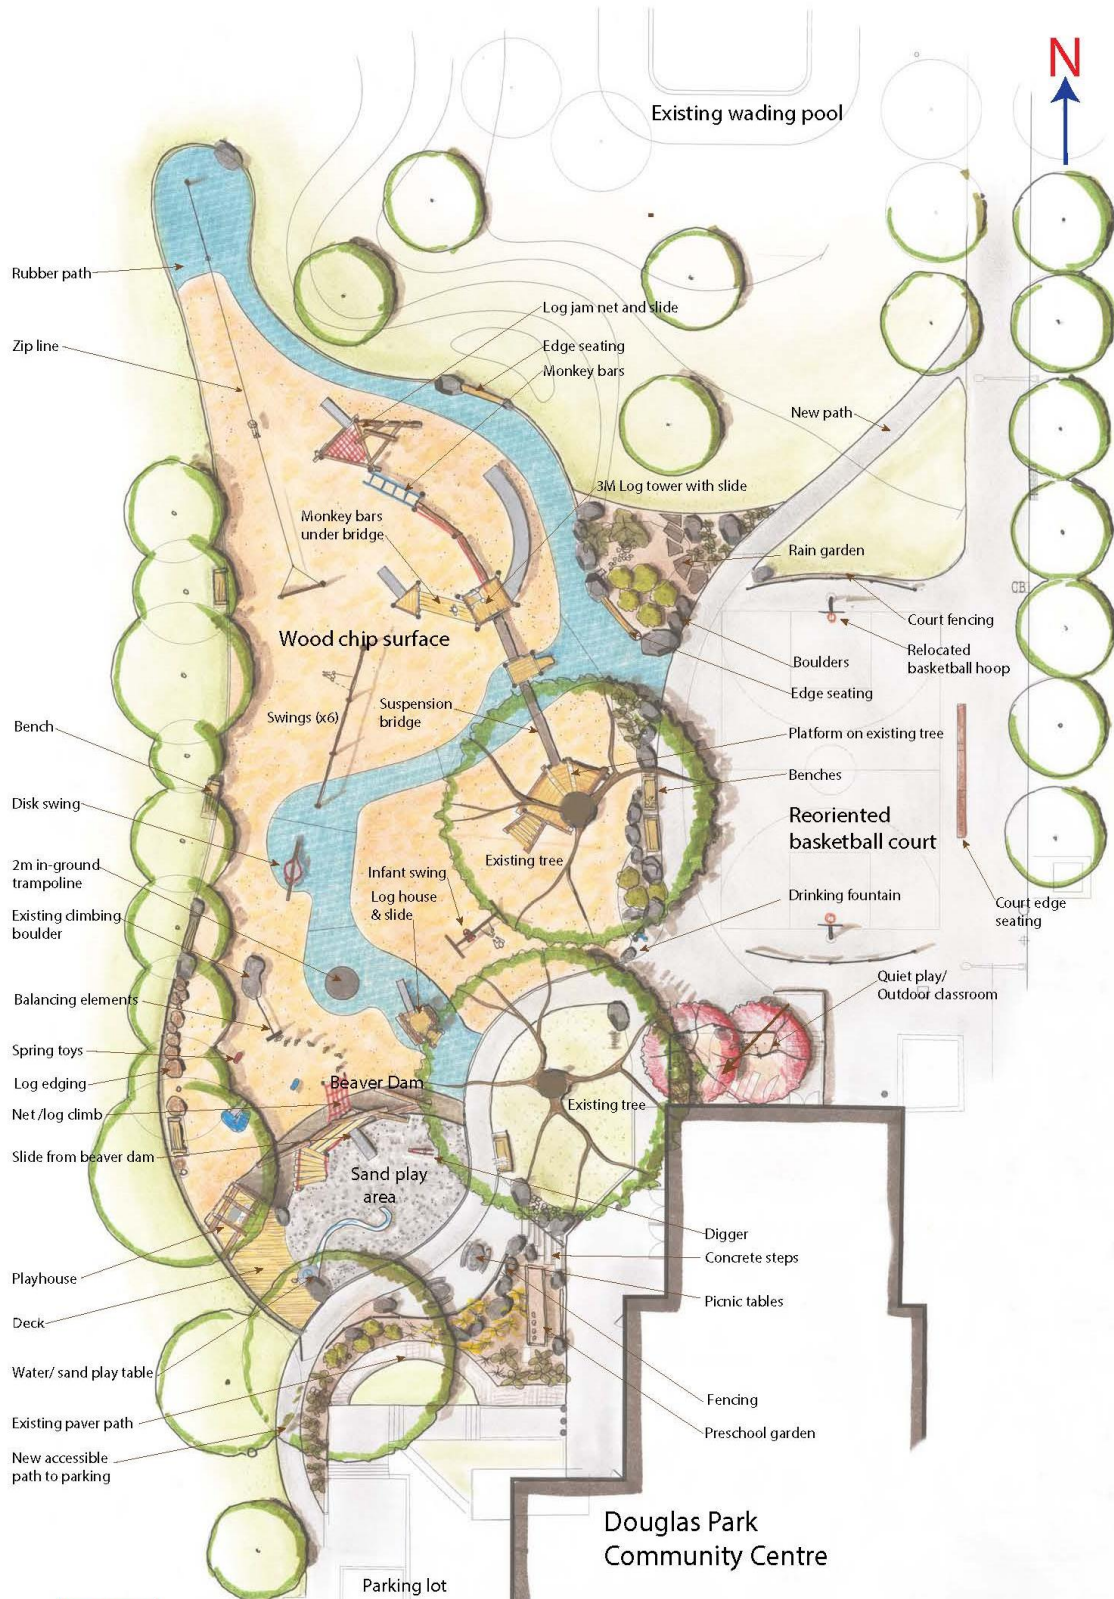 N
Existing wading pool
Rubber path
Log jam net and slide
Zip line
Edge seating
Monkey bars
New path
3M Log tower with slide
Monkey bars
under bridge
Rain garden
CB
Court fencing
Wood chip surface
Relocated
basketball hoop
Boulders
Edge seating
Suspension
bridge
Swings (x6)
Bench
Platform on existing tree
Benches
Disk swing
Reoriented
basketball court
2m in-ground
trampoline
Existing tree
Infant swing
Log house
& slide
Drinking fountain
Court edge
seating
Existing climbing
boulder
Quiet play/
Outdoor classroom
Balancing elements
Spring toys
Log edging
Beaver Dam
Existing tree
Net /log climb
Slide from beaver dam
Sand play
area
Digger
Concrete steps
Playhouse
Picnic tables
Deck
Water/ sand play table
Fencing
Existing paver path
Preschool garden
New accessible
path to parking
Douglas Park
Community Centre
Parking lot